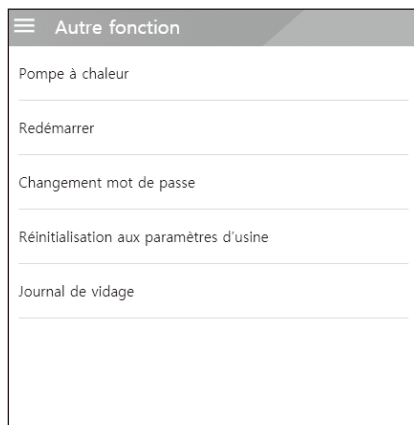 Autre fonction
Pompe à chaleur
Redémarrer
Changement mot de passe
Réinitialisation aux paramètres d'usine
Journal de vidage